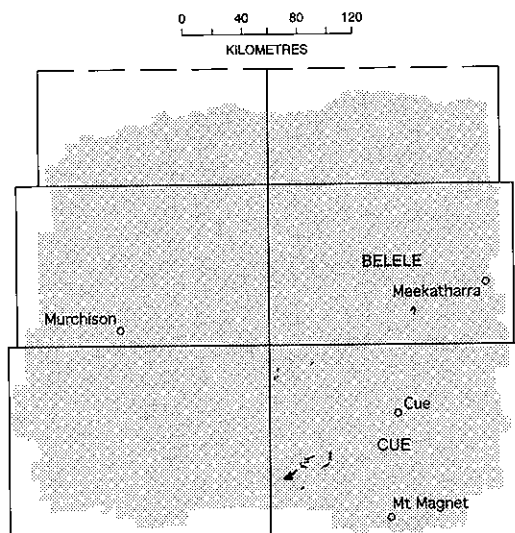 0 40 80 120
KILOMETRES
BELELE
Meekatharra
Murchison
Cue
CUE
Mt Magnet